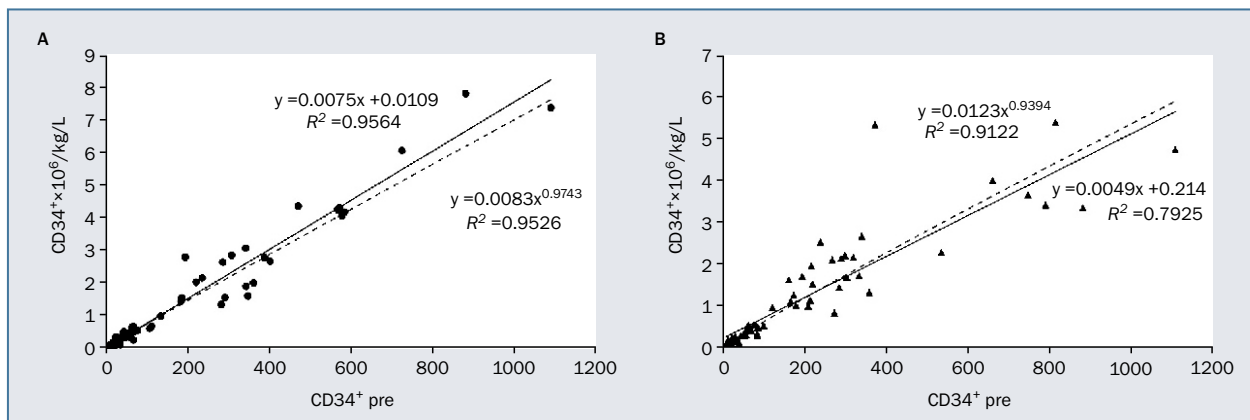 A
9
8
7
6
5
4
3
2
1
0
CD34+×10⁶/kg/L
y =0.0075x +0.0109
R² =0.9564
y =0.0083x^0.9743
R² =0.9526
0 200 400 600 800 1000 1200
CD34⁺ pre
B
7
6
5
4
3
2
1
0
CD34⁺×10⁶/kg/L
y =0.0123x^0.9394
R² =0.9122
y =0.0049x +0.214
R² =0.7925
0 200 400 600 800 1000 1200
CD34⁺ pre